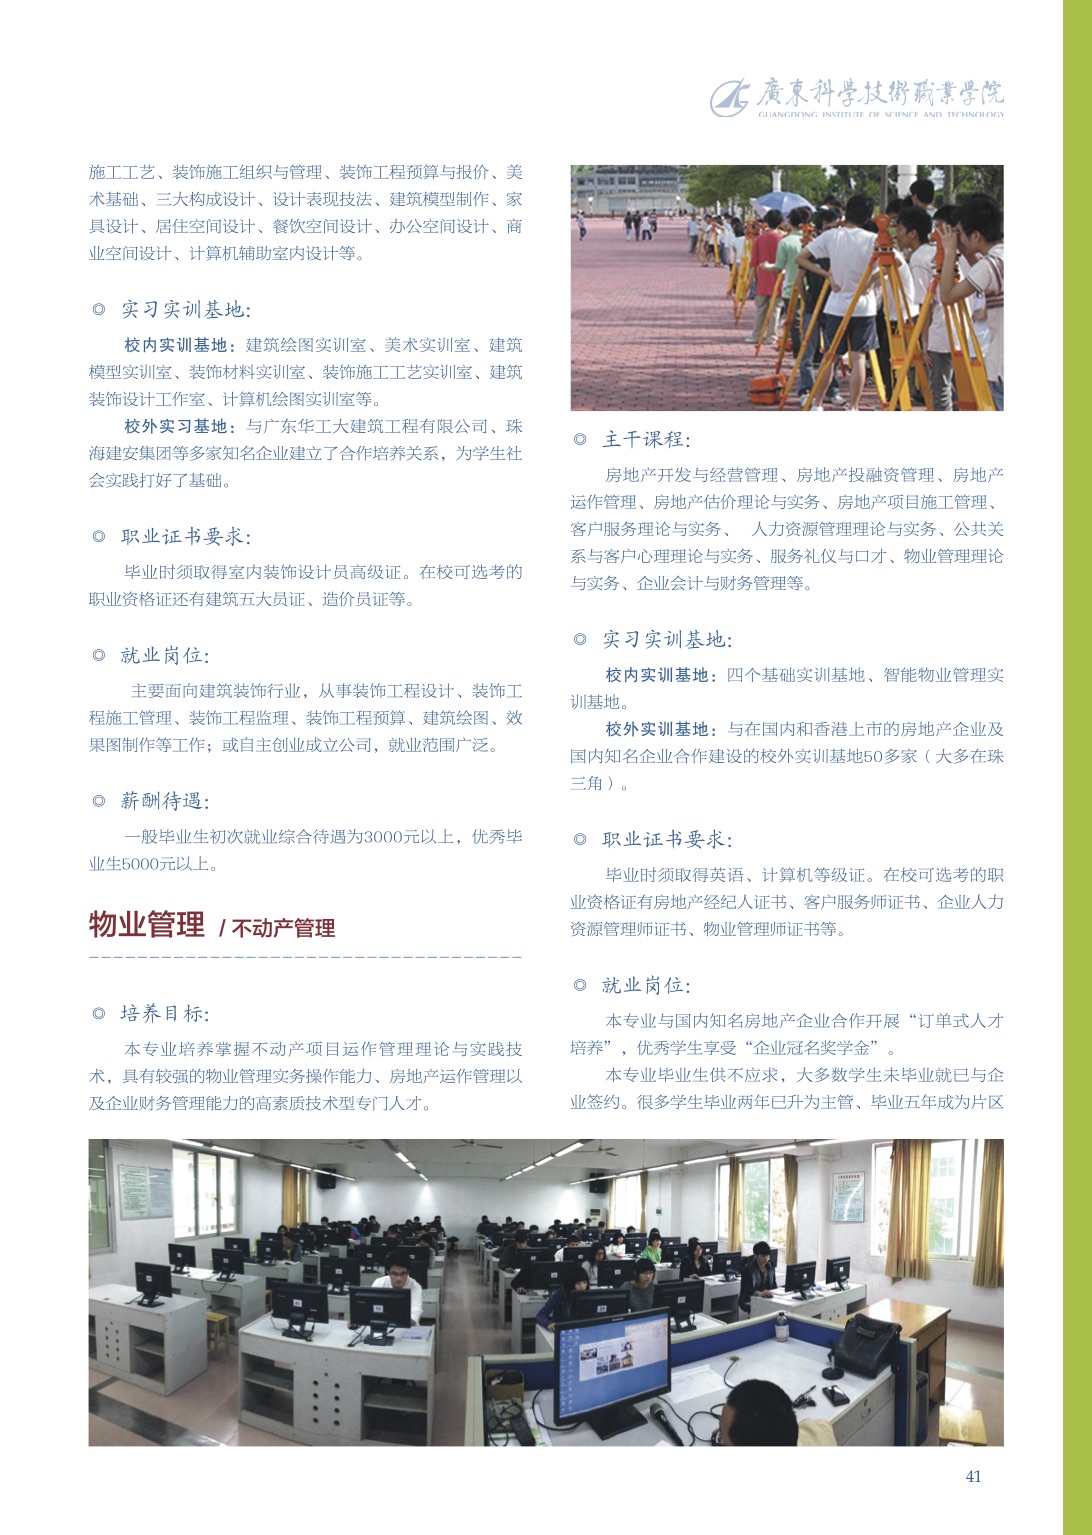 廣東科學技術職業學院
GUANGDONG INSTITUTE OF SCIENCE AND TECHNOLOGY
施工工艺、装饰施工组织与管理、装饰工程预算与报价、美
术基础、三大构成设计、设计表现技法、建筑模型制作、家
具设计、居住空间设计、餐饮空间设计、办公空间设计、商
业空间设计、计算机辅助室内设计等。
◎ 实习实训基地：
校内实训基地：建筑绘图实训室、美术实训室、建筑
模型实训室、装饰材料实训室、装饰施工工艺实训室、建筑
装饰设计工作室、计算机绘图实训室等。
校外实习基地：与广东华工大建筑工程有限公司、珠
海建安集团等多家知名企业建立了合作培养关系，为学生社
会实践打好了基础。
◎ 职业证书要求：
毕业时须取得室内装饰设计员高级证。在校可选考的
职业资格证还有建筑五大员证、造价员证等。
◎ 就业岗位：
主要面向建筑装饰行业，从事装饰工程设计、装饰工
程施工管理、装饰工程监理、装饰工程预算、建筑绘图、效
果图制作等工作；或自主创业成立公司，就业范围广泛。
◎ 薪酬待遇：
一般毕业生初次就业综合待遇为3000元以上，优秀毕
业生5000元以上。
物业管理 / 不动产管理
◎ 培养目标：
本专业培养掌握不动产项目运作管理理论与实践技
术，具有较强的物业管理实务操作能力、房地产运作管理以
及企业财务管理能力的高素质技术型专门人才。
◎ 主干课程：
房地产开发与经营管理、房地产投融资管理、房地产
运作管理、房地产估价理论与实务、房地产项目施工管理、
客户服务理论与实务、 人力资源管理理论与实务、公共关
系与客户心理理论与实务、服务礼仪与口才、物业管理理论
与实务、企业会计与财务管理等。
◎ 实习实训基地：
校内实训基地：四个基础实训基地、智能物业管理实
训基地。
校外实训基地：与在国内和香港上市的房地产企业及
国内知名企业合作建设的校外实训基地50多家（大多在珠
三角）。
◎ 职业证书要求：
毕业时须取得英语、计算机等级证。在校可选考的职
业资格证有房地产经纪人证书、客户服务师证书、企业人力
资源管理师证书、物业管理师证书等。
◎ 就业岗位：
本专业与国内知名房地产企业合作开展“订单式人才
培养”，优秀学生享受“企业冠名奖学金”。
本专业毕业生供不应求，大多数学生未毕业就已与企
业签约。很多学生毕业两年已升为主管、毕业五年成为片区
41